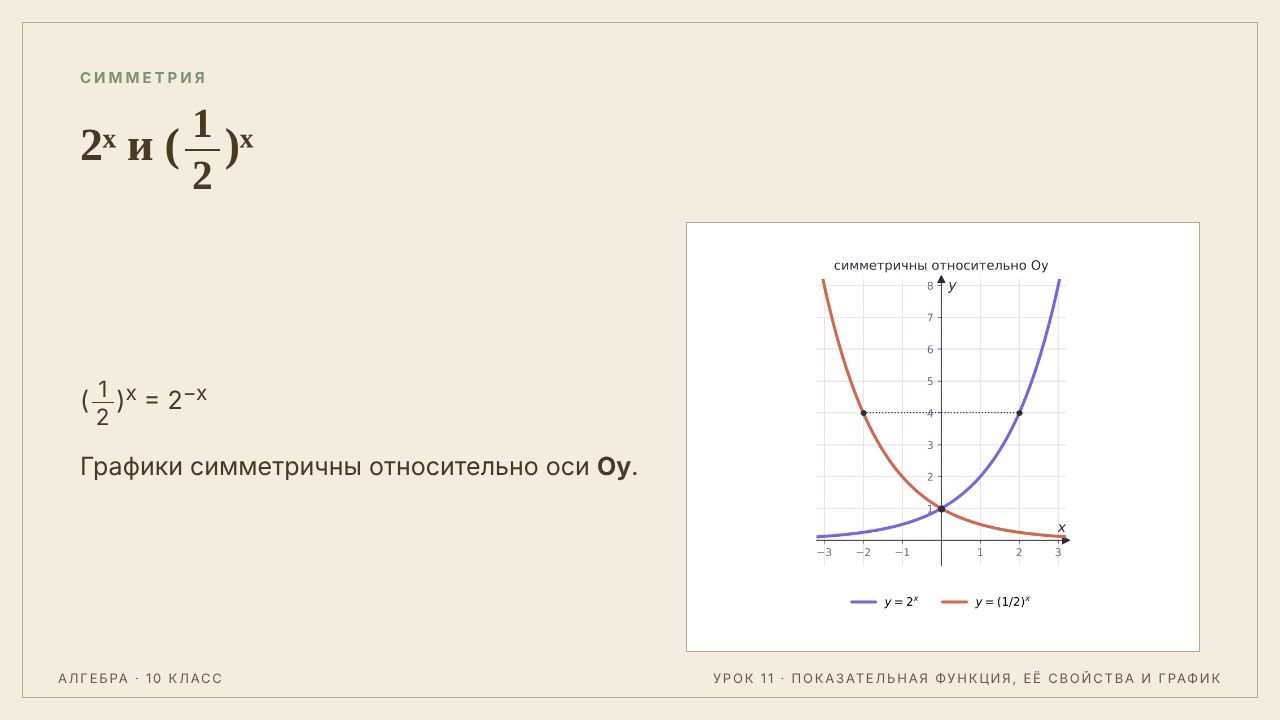 СИММЕТРИЯ
2ˣ и (1/2)ˣ
(1/2)ˣ = 2⁻ˣ
Графики симметричны относительно оси Оу.
симметричны относительно Oy
y
8
7
6
5
4
3
2
1
x
−3 −2 −1 1 2 3
y = 2ˣ y = (1/2)ˣ
АЛГЕБРА · 10 КЛАСС
УРОК 11 · ПОКАЗАТЕЛЬНАЯ ФУНКЦИЯ, ЕЁ СВОЙСТВА И ГРАФИК